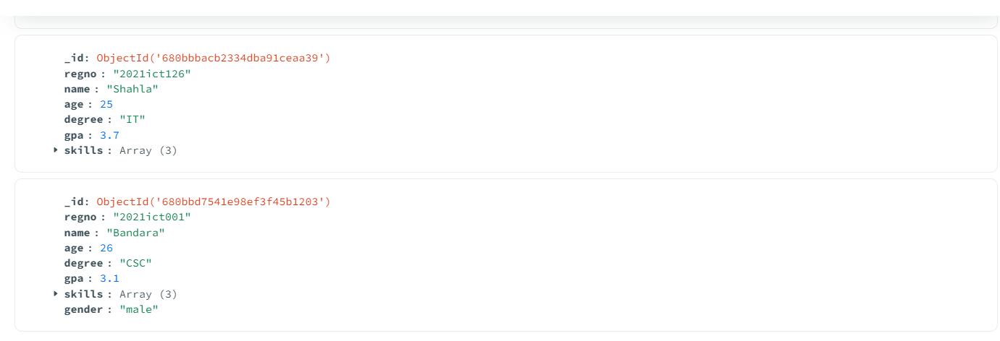 _id: ObjectId('680bbbacb2334dba91ceaa39')
regno : "2021ict126"
name : "Shahla"
age : 25
degree : "IT"
gpa : 3.7
skills : Array (3)
_id: ObjectId('680bbd7541e98ef3f45b1203')
regno : "2021ict001"
name : "Bandara"
age : 26
degree : "CSC"
gpa : 3.1
skills : Array (3)
gender : "male"